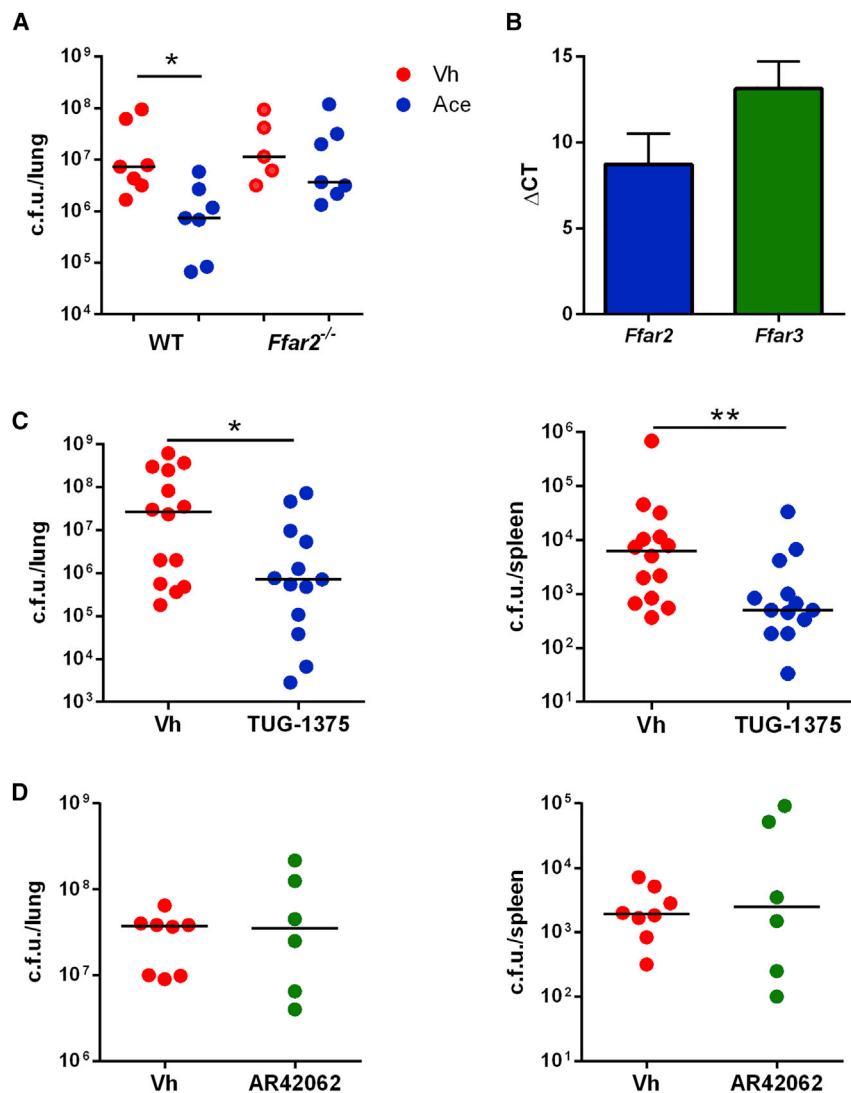 A
c.f.u./lung
10⁹
10⁸
10⁷
10⁶
10⁵
10⁴
*
WT
Ffar2⁻/⁻
Vh
Ace
B
ΔCT
15
10
5
0
Ffar2
Ffar3
C
c.f.u./lung
10⁹
10⁸
10⁷
10⁶
10⁵
10⁴
10³
*
Vh
TUG-1375
c.f.u./spleen
10⁶
10⁵
10⁴
10³
10²
10¹
**
Vh
TUG-1375
D
c.f.u./lung
10⁹
10⁸
10⁷
10⁶
Vh
AR42062
c.f.u./spleen
10⁵
10⁴
10³
10²
10¹
Vh
AR42062